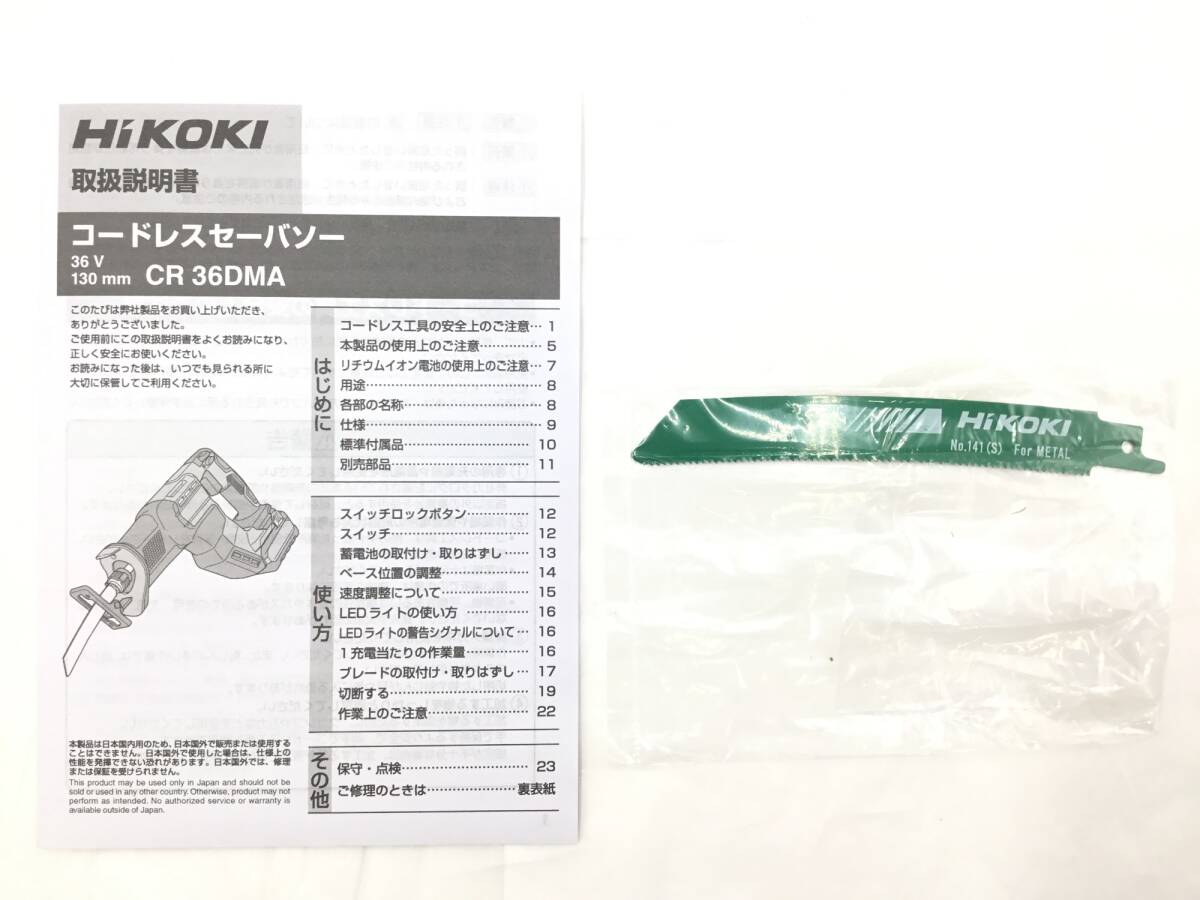 HiKOKI
取扱説明書
コードレスセーバソー
36 V
130 mm CR 36DMA
このたびは弊社製品をお買い上げいただき、
ありがとうございました。
ご使用前にこの取扱説明書をよくお読みになり、
正しく安全にお使いください。
お読みになった後は、いつでも見られる所に
大切に保管してご利用ください。
はじめに
コードレス工具の安全上のご注意… 1
本製品の使用上のご注意…………… 5
リチウムイオン電池の使用上のご注意… 7
用途…………………………………… 8
各部の名称…………………………… 8
仕様…………………………………… 9
標準付属品…………………………… 10
別売部品……………………………… 11
使い方
スイッチロックボタン……………… 12
スイッチ……………………………… 12
蓄電池の取付け・取りはずし……… 13
ベース位置の調整…………………… 14
速度調整について…………………… 15
LEDライトの使い方………………… 16
LEDライトの警告シグナルについて… 16
1充電当たりの作業量……………… 16
ブレードの取付け・取りはずし… 17
切断する……………………………… 19
作業上のご注意……………………… 22
その他
保守・点検…………………………… 23
ご修理のときは…………………裏表紙
本製品は日本国内用のため、日本国外で販売または使用する
ことはできません。日本国外で使用した場合は、仕様上の
性能を発揮できない恐れがあります。日本国外では、修理
または保証を受けられません。
This product may be used only in Japan and should not be
sold or used in any other country. Otherwise, product may not
perform as intended. No authorized service or warranty is
available outside of Japan.
HiKOKI
No.141(S) For METAL